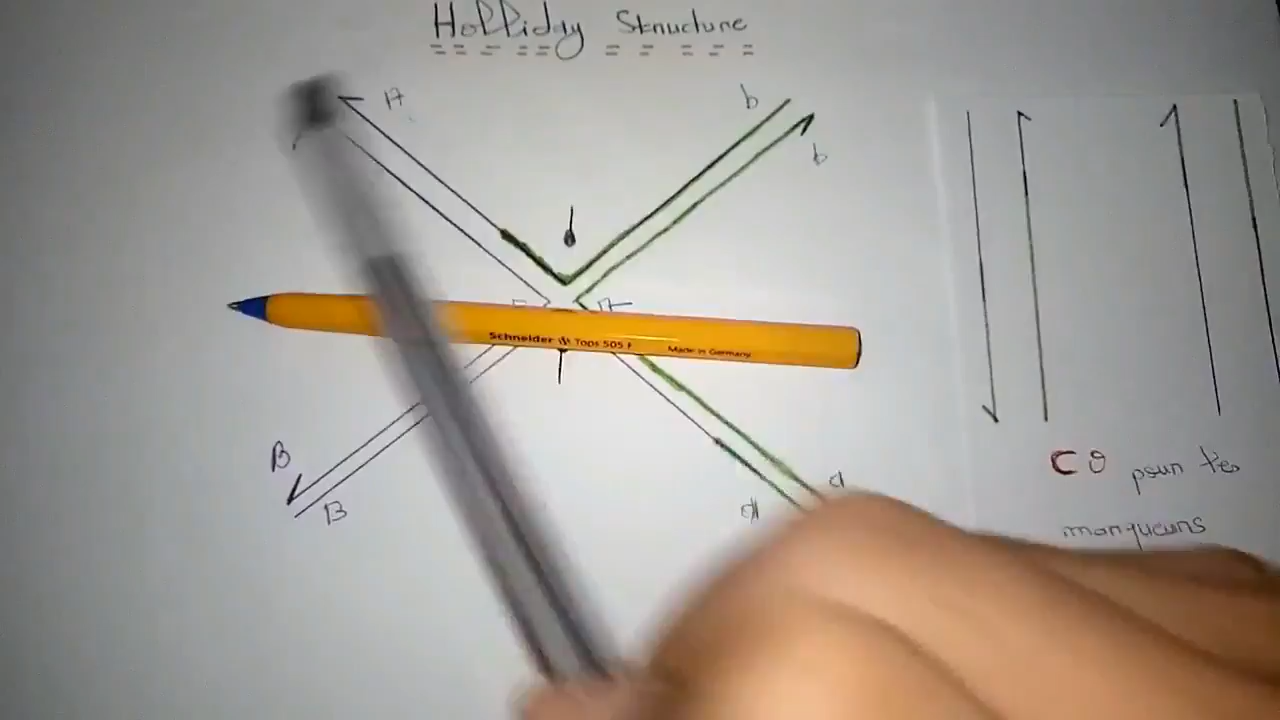 Holliday Structure
A
b
b
Schneider Tops 505 F Made in Germany
B
B
a
CO pour les
marqueurs